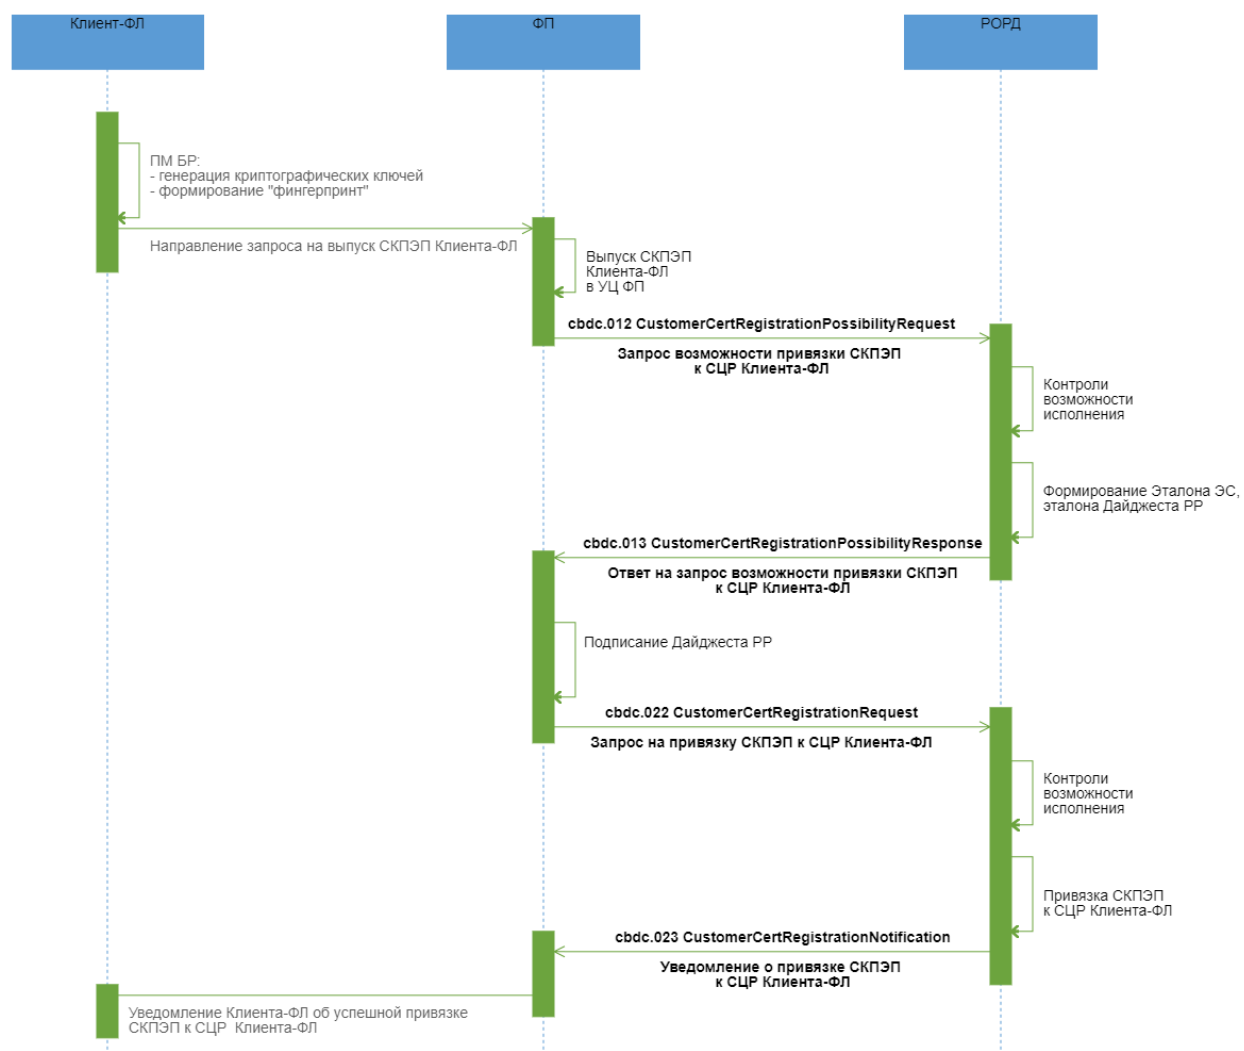 Клиент-ФЛ
ФП
РОРД
ПМ БР:
- генерация криптографических ключей
- формирование "фингерпринт"
Направление запроса на выпуск СКПЭП Клиента-ФЛ
Выпуск СКПЭП
Клиента-ФЛ
в УЦ ФП
cbdc.012 CustomerCertRegistrationPossibilityRequest
Запрос возможности привязки СКПЭП
к СЦР Клиента-ФЛ
Контроли
возможности
исполнения
Формирование Эталона ЭС,
эталона Дайджеста РР
cbdc.013 CustomerCertRegistrationPossibilityResponse
Ответ на запрос возможности привязки СКПЭП
к СЦР Клиента-ФЛ
Подписание Дайджеста РР
cbdc.022 CustomerCertRegistrationRequest
Запрос на привязку СКПЭП к СЦР Клиента-ФЛ
Контроли
возможности
исполнения
Привязка СКПЭП
к СЦР Клиента-ФЛ
cbdc.023 CustomerCertRegistrationNotification
Уведомление о привязке СКПЭП
к СЦР Клиента-ФЛ
Уведомление Клиента-ФЛ об успешной привязке
СКПЭП к СЦР Клиента-ФЛ